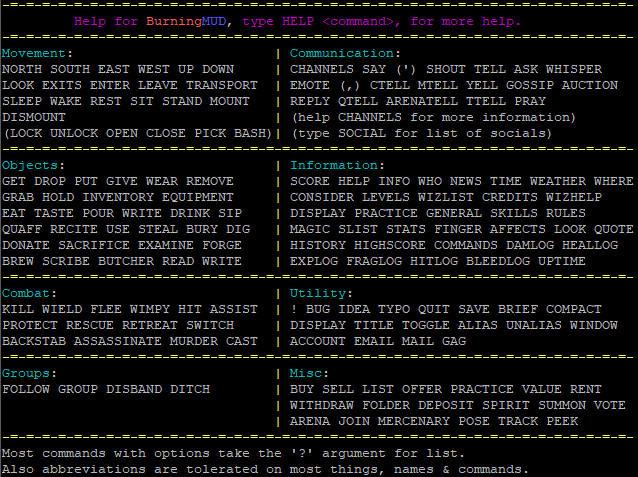 -=-=-=-=-=-=-=-=-=-=-=-=-=-=-=-=-=-=-=-=-=-=-=-=-=-=-=-=-=-=-=-=-=-=-=-=-=-=-
Help for BurningMUD, type HELP <command>, for more help.
-=-=-=-=-=-=-=-=-=-=-=-=-=-=-=-=-=-=-=-=-=-=-=-=-=-=-=-=-=-=-=-=-=-=-=-=-=-=-
Movement: | Communication:
NORTH SOUTH EAST WEST UP DOWN | CHANNELS SAY (') SHOUT TELL ASK WHISPER
LOOK EXITS ENTER LEAVE TRANSPORT | EMOTE (,) CTELL MTELL YELL GOSSIP AUCTION
SLEEP WAKE REST SIT STAND MOUNT | REPLY QTELL ARENATELL TTELL PRAY
DISMOUNT | (help CHANNELS for more information)
(LOCK UNLOCK OPEN CLOSE PICK BASH)| (type SOCIAL for list of socials)
-=-=-=-=-=-=-=-=-=-=-=-=-=-=-=-=-=-=-=-=-=-=-=-=-=-=-=-=-=-=-=-=-=-=-=-=-=-=-
Objects: | Information:
GET DROP PUT GIVE WEAR REMOVE | SCORE HELP INFO WHO NEWS TIME WEATHER WHERE
GRAB HOLD INVENTORY EQUIPMENT | CONSIDER LEVELS WIZLIST CREDITS WIZHELP
EAT TASTE POUR WRITE DRINK SIP | DISPLAY PRACTICE GENERAL SKILLS RULES
QUAFF RECITE USE STEAL BURY DIG | MAGIC SLIST STATS FINGER AFFECTS LOOK QUOTE
DONATE SACRIFICE EXAMINE FORGE | HISTORY HIGHSCORE COMMANDS DAMLOG HEALLOG
BREW SCRIBE BUTCHER READ WRITE | EXPLOG FRAGLOG HITLOG BLEEDLOG UPTIME
-=-=-=-=-=-=-=-=-=-=-=-=-=-=-=-=-=-=-=-=-=-=-=-=-=-=-=-=-=-=-=-=-=-=-=-=-=-=-
Combat: | Utility:
KILL WIELD FLEE WIMPY HIT ASSIST | ! BUG IDEA TYPO QUIT SAVE BRIEF COMPACT
PROTECT RESCUE RETREAT SWITCH | DISPLAY TITLE TOGGLE ALIAS UNALIAS WINDOW
BACKSTAB ASSASSINATE MURDER CAST | ACCOUNT EMAIL MAIL GAG
-=-=-=-=-=-=-=-=-=-=-=-=-=-=-=-=-=-=-=-=-=-=-=-=-=-=-=-=-=-=-=-=-=-=-=-=-=-=-
Groups: | Misc:
FOLLOW GROUP DISBAND DITCH | BUY SELL LIST OFFER PRACTICE VALUE RENT
| WITHDRAW FOLDER DEPOSIT SPIRIT SUMMON VOTE
| ARENA JOIN MERCENARY POSE TRACK PEEK
-=-=-=-=-=-=-=-=-=-=-=-=-=-=-=-=-=-=-=-=-=-=-=-=-=-=-=-=-=-=-=-=-=-=-=-=-=-=-
Most commands with options take the '?' argument for list.
Also abbreviations are tolerated on most things, names & commands.